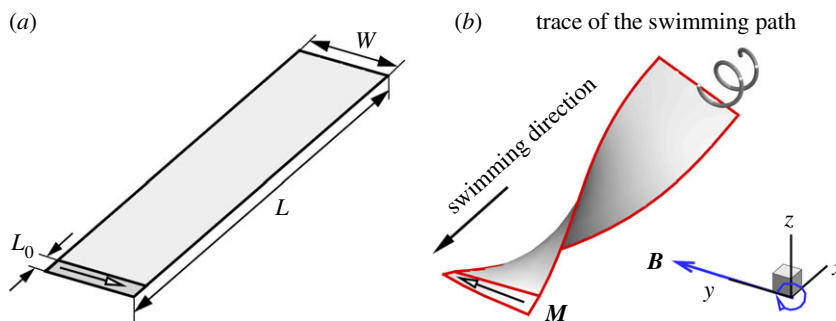 (a)
W
L
L0
(b)
trace of the swimming path
swimming direction
M
B
z
y
x